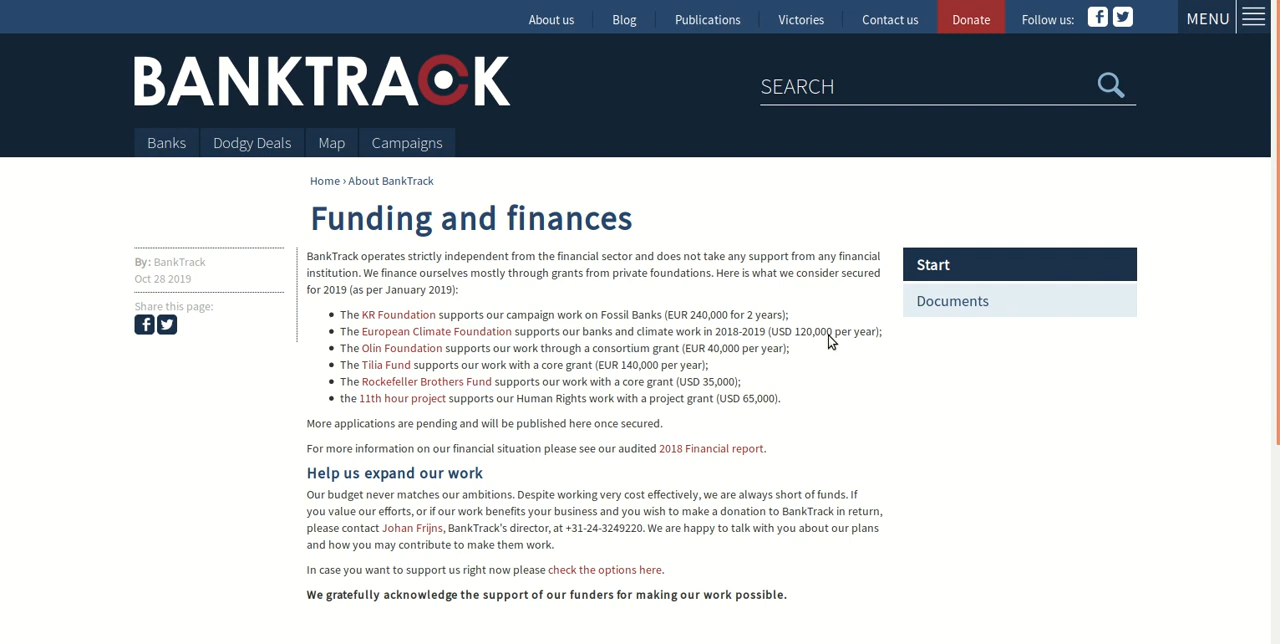 About us
Blog
Publications
Victories
Contact us
Donate
Follow us:
MENU
BANKTRACK
SEARCH
Banks
Dodgy Deals
Map
Campaigns
Home › About BankTrack
Funding and finances
By: BankTrack
Oct 28 2019
Share this page:
BankTrack operates strictly independent from the financial sector and does not take any support from any financial
institution. We finance ourselves mostly through grants from private foundations. Here is what we consider secured
for 2019 (as per January 2019):
• The KR Foundation supports our campaign work on Fossil Banks (EUR 240,000 for 2 years);
• The European Climate Foundation supports our banks and climate work in 2018-2019 (USD 120,000 per year);
• The Olin Foundation supports our work through a consortium grant (EUR 40,000 per year);
• The Tilia Fund supports our work with a core grant (EUR 140,000 per year);
• The Rockefeller Brothers Fund supports our work with a core grant (USD 35,000);
• the 11th hour project supports our Human Rights work with a project grant (USD 65,000).
More applications are pending and will be published here once secured.
For more information on our financial situation please see our audited 2018 Financial report.
Help us expand our work
Our budget never matches our ambitions. Despite working very cost effectively, we are always short of funds. If
you value our efforts, or if our work benefits your business and you wish to make a donation to BankTrack in return,
please contact Johan Frijns, BankTrack's director, at +31-24-3249220. We are happy to talk with you about our plans
and how you may contribute to make them work.
In case you want to support us right now please check the options here.
We gratefully acknowledge the support of our funders for making our work possible.
Start
Documents